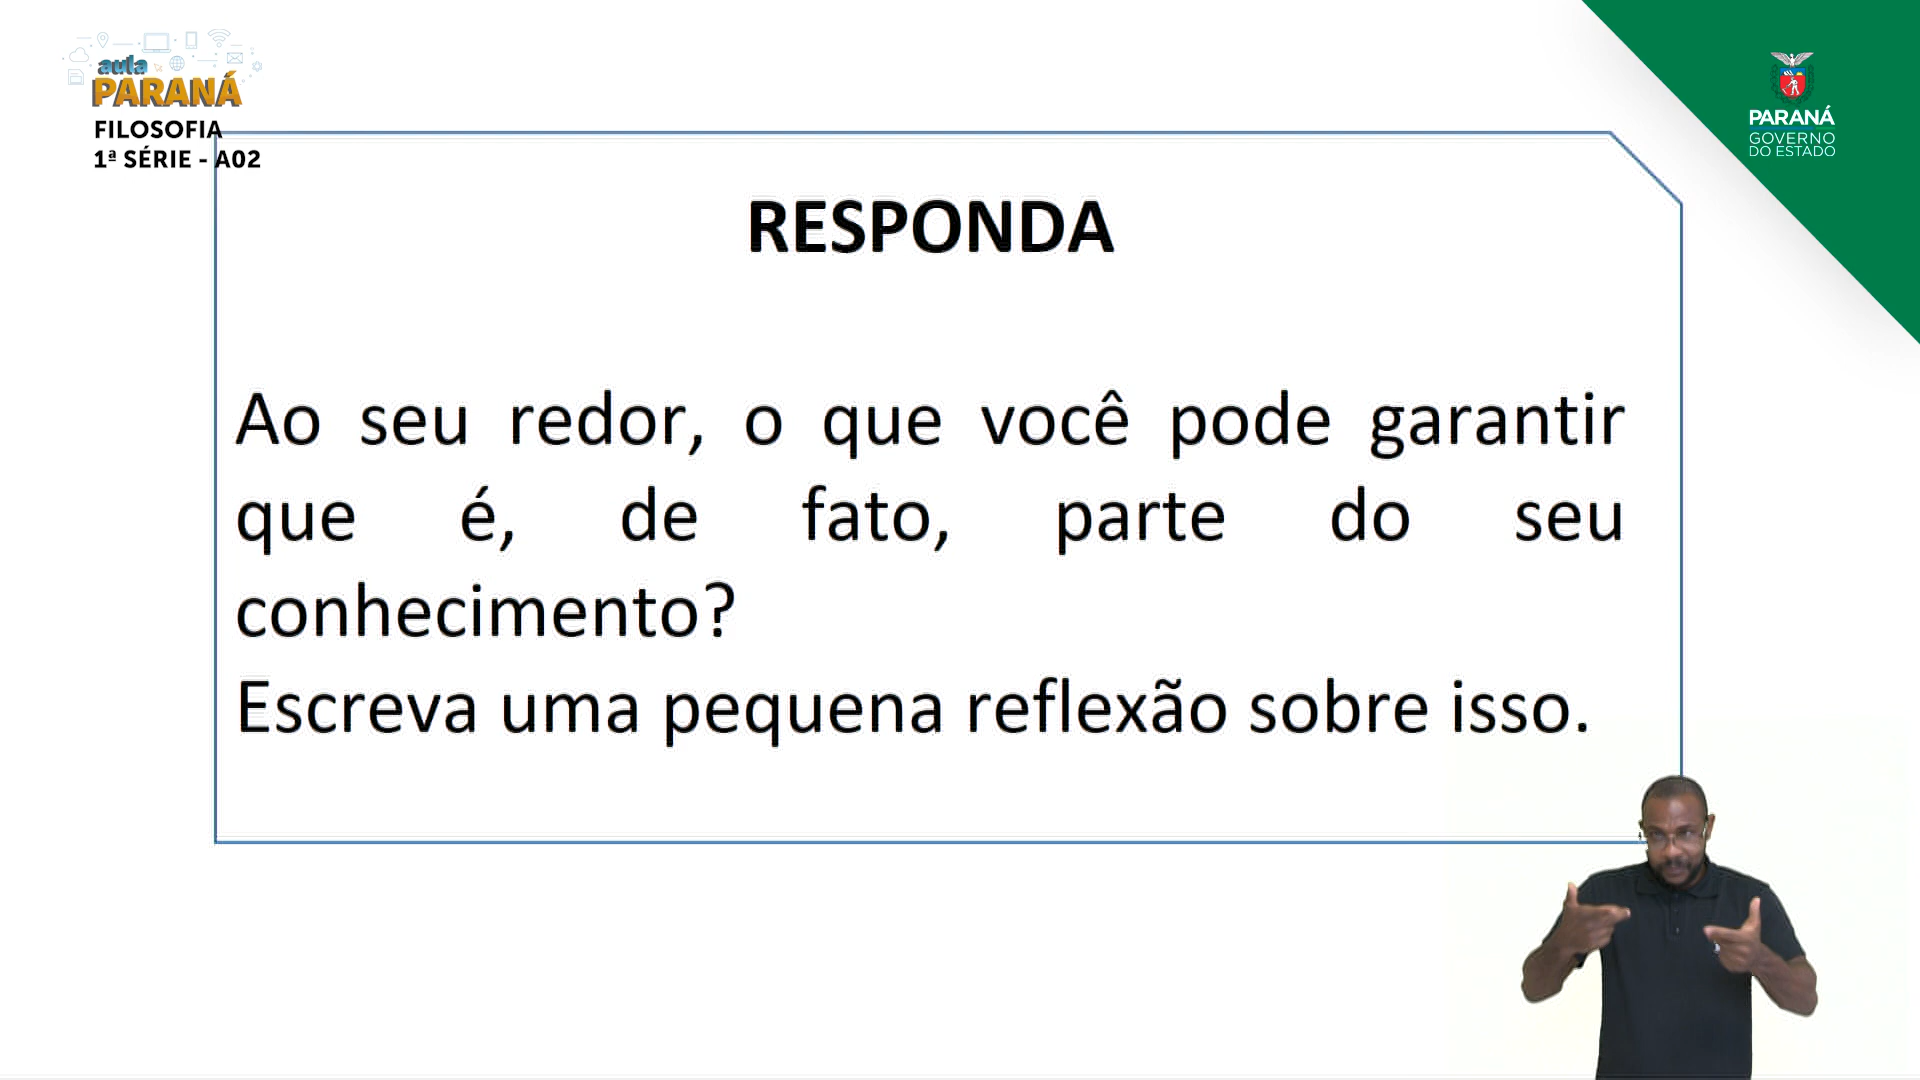 aula
PARANÁ
FILOSOFIA
1ª SÉRIE - A02
PARANÁ
GOVERNO
DO ESTADO
RESPONDA
Ao seu redor, o que você pode garantir
que é, de fato, parte do seu
conhecimento?
Escreva uma pequena reflexão sobre isso.